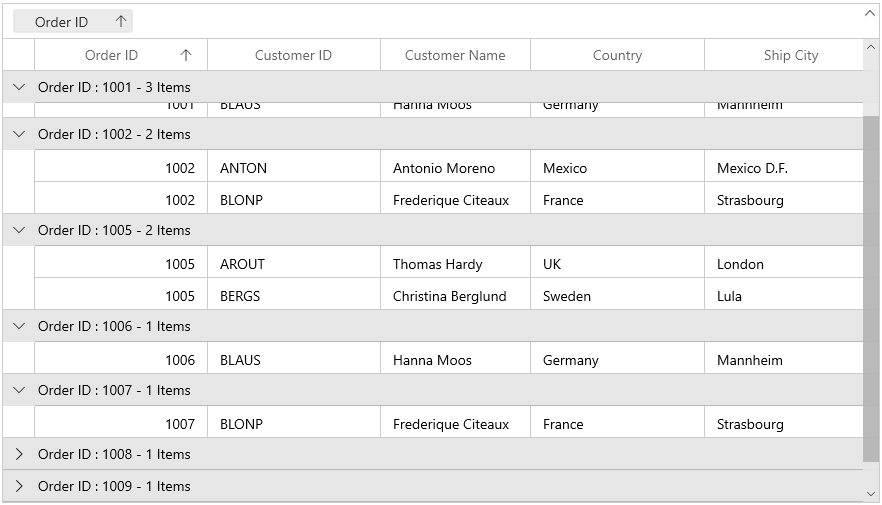 Order ID
Order ID Customer ID Customer Name Country Ship City
Order ID : 1001 - 3 Items
1001 BLAUS Hanna Moos Germany Mannheim
Order ID : 1002 - 2 Items
1002 ANTON Antonio Moreno Mexico Mexico D.F.
1002 BLONP Frederique Citeaux France Strasbourg
Order ID : 1005 - 2 Items
1005 AROUT Thomas Hardy UK London
1005 BERGS Christina Berglund Sweden Lula
Order ID : 1006 - 1 Items
1006 BLAUS Hanna Moos Germany Mannheim
Order ID : 1007 - 1 Items
1007 BLONP Frederique Citeaux France Strasbourg
Order ID : 1008 - 1 Items
Order ID : 1009 - 1 Items